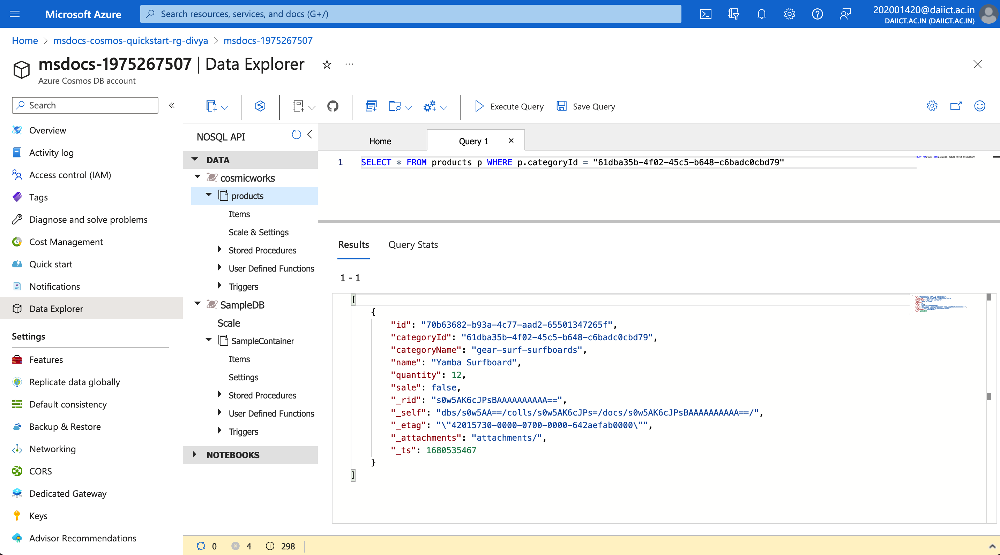 Microsoft Azure
Search resources, services, and docs (G+/)
202001420@daiict.ac.in
DAIICT.AC.IN (DAIICT.AC.IN)
Home > msdocs-cosmos-quickstart-rg-divya > msdocs-1975267507
msdocs-1975267507 | Data Explorer
Azure Cosmos DB account
Search
Overview
Activity log
Access control (IAM)
Tags
Diagnose and solve problems
Cost Management
Quick start
Notifications
Data Explorer
Settings
Features
Replicate data globally
Default consistency
Backup & Restore
Networking
CORS
Dedicated Gateway
Keys
Advisor Recommendations
Execute Query
Save Query
NOSQL API
DATA
cosmicworks
products
Items
Scale & Settings
Stored Procedures
User Defined Functions
Triggers
SampleDB
Scale
SampleContainer
Items
Settings
Stored Procedures
User Defined Functions
Triggers
NOTEBOOKS
Home
Query 1
1 SELECT * FROM products p WHERE p.categoryId = "61dba35b-4f02-45c5-b648-c6badc0cbd79"
Results
Query Stats
1 - 1
[
{
"id": "70b63682-b93a-4c77-aad2-65501347265f",
"categoryId": "61dba35b-4f02-45c5-b648-c6badc0cbd79",
"categoryName": "gear-surf-surfboards",
"name": "Yamba Surfboard",
"quantity": 12,
"sale": false,
"_rid": "s0w5AK6cJPsBAAAAAAAAAA==",
"_self": "dbs/s0w5AA==/colls/s0w5AK6cJPs=/docs/s0w5AK6cJPsBAAAAAAAAAA==/",
"_etag": "\"42015730-0000-0700-0000-642aefab0000\"",
"_attachments": "attachments/",
"_ts": 1680535467
}
]
0 4 298